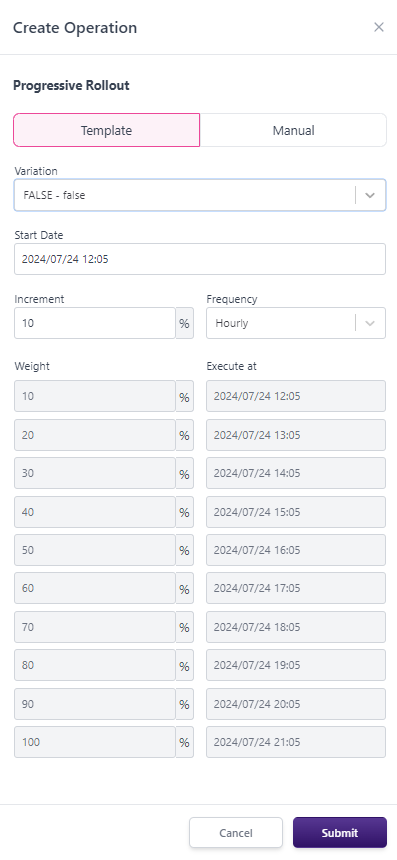 Create Operation
Progressive Rollout
Template Manual
Variation
FALSE - false
Start Date
2024/07/24 12:05
Increment Frequency
10 % Hourly
Weight Execute at
10 % 2024/07/24 12:05
20 % 2024/07/24 13:05
30 % 2024/07/24 14:05
40 % 2024/07/24 15:05
50 % 2024/07/24 16:05
60 % 2024/07/24 17:05
70 % 2024/07/24 18:05
80 % 2024/07/24 19:05
90 % 2024/07/24 20:05
100 % 2024/07/24 21:05
Cancel Submit